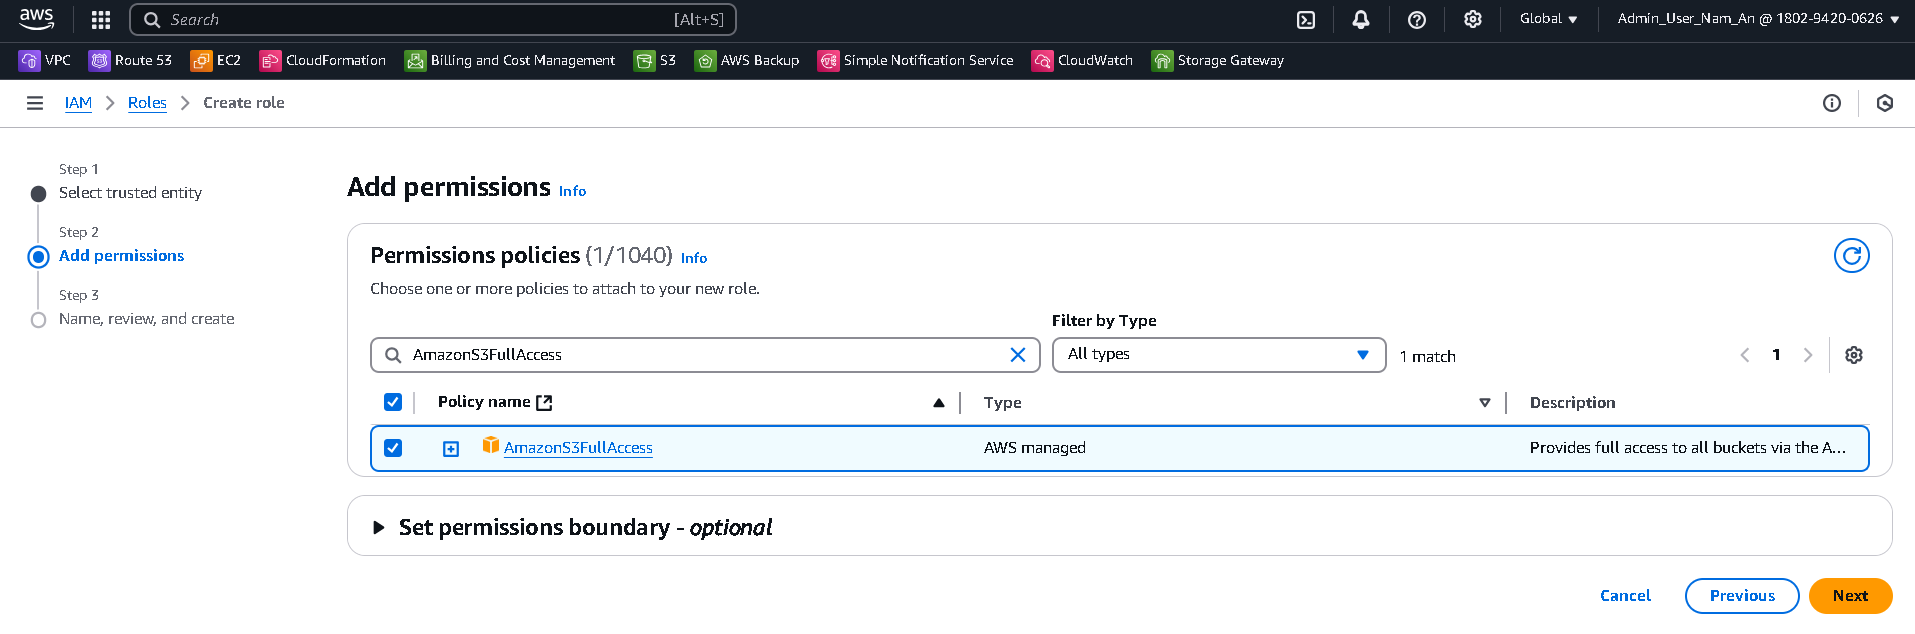 aws
Search [Alt+S]
Global
Admin_User_Nam_An @ 1802-9420-0626
VPC Route 53 EC2 CloudFormation Billing and Cost Management S3 AWS Backup Simple Notification Service CloudWatch Storage Gateway
IAM Roles Create role
Step 1
Select trusted entity
Step 2
Add permissions
Step 3
Name, review, and create
Add permissions Info
Permissions policies (1/1040) Info
Choose one or more policies to attach to your new role.
Filter by Type
AmazonS3FullAccess All types 1 match 1
Policy name Type Description
AmazonS3FullAccess AWS managed Provides full access to all buckets via the A...
Set permissions boundary - optional
Cancel Previous Next